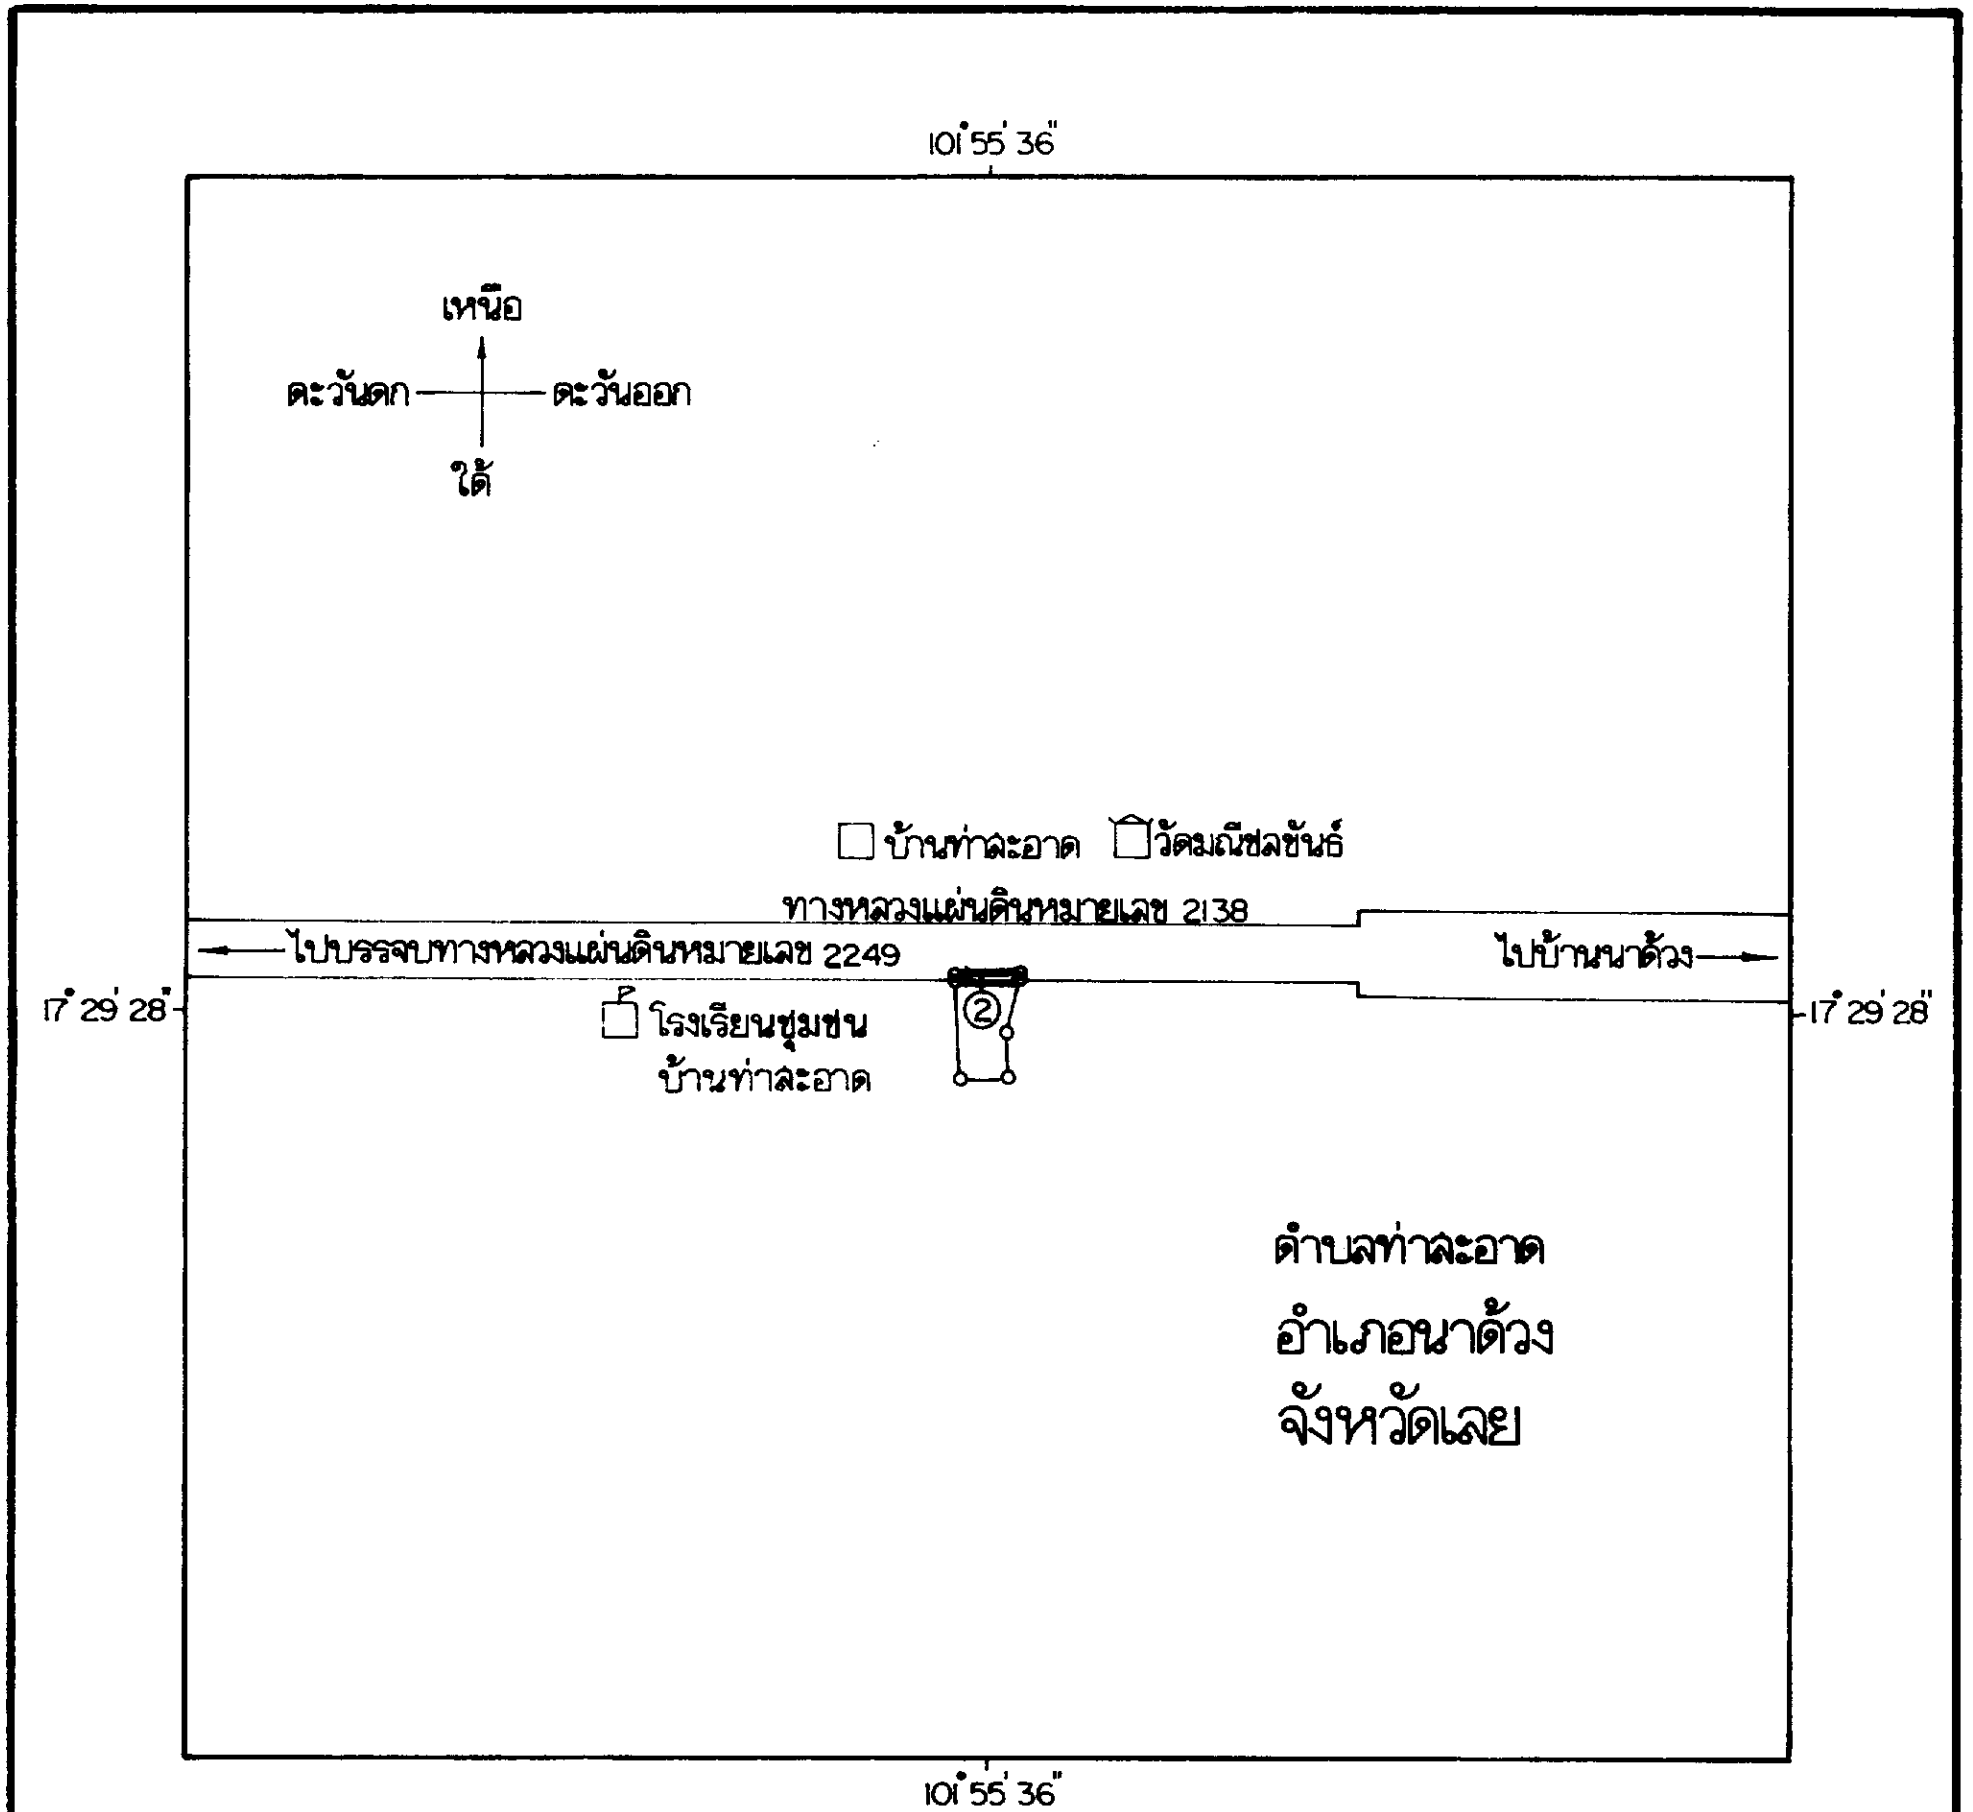 101° 55' 36"
เหนือ
ตะวันตก
ตะวันออก
ใต้
บ้านท่าสะอาด
วัดมณีชลขันธ์
ทางหลวงแผ่นดินหมายเลข 2138
ไปบรรจบทางหลวงแผ่นดินหมายเลข 2249
ไปบ้านนาด้วง
17° 29' 28"
2
17° 29' 28"
โรงเรียนชุมชน
บ้านท่าสะอาด
ตำบลท่าสะอาด
อำเภอนาด้วง
จังหวัดเลย
101° 55' 36"